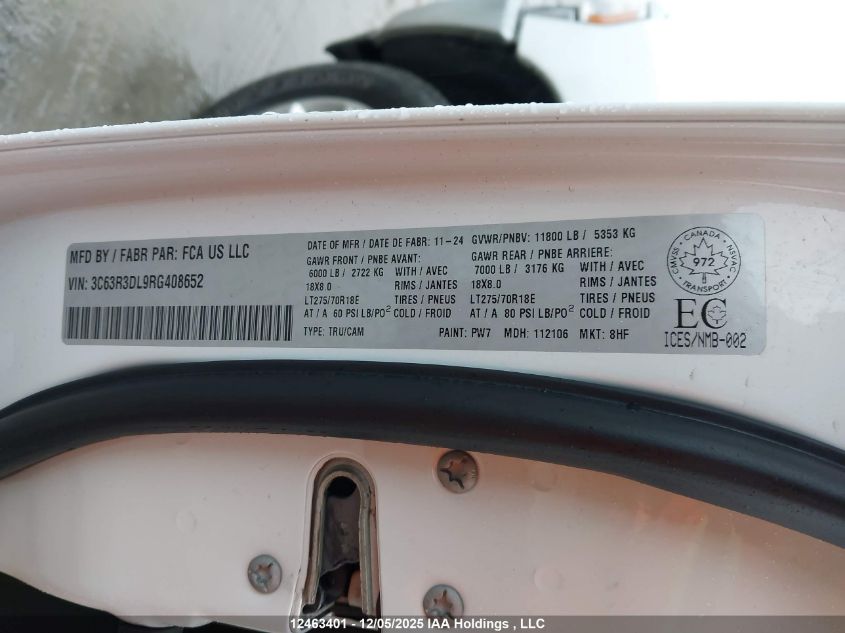 MFD BY / FABR PAR: FCA US LLC
VIN: 3C63R3DL9RG408652
DATE OF MFR / DATE DE FABR: 11-24
GVWR/PNBV: 11800 LB / 5353 KG
GAWR FRONT / PNBE AVANT:
6000 LB / 2722 KG WITH / AVEC
18X8.0 RIMS / JANTES
LT275/70R18E TIRES / PNEUS
AT / A 60 PSI LB/PO² COLD / FROID
GAWR REAR / PNBE ARRIERE:
7000 LB / 3176 KG WITH / AVEC
18X8.0 RIMS / JANTES
LT275/70R18E TIRES / PNEUS
AT / A 80 PSI LB/PO² COLD / FROID
TYPE: TRU/CAM PAINT: PW7 MDH: 112106 MKT: 8HF
CANADA
CMVSS NSVAC
972
TRANSPORT
EC
ICES/NMB-002
12463401 - 12/05/2025 IAA Holdings , LLC